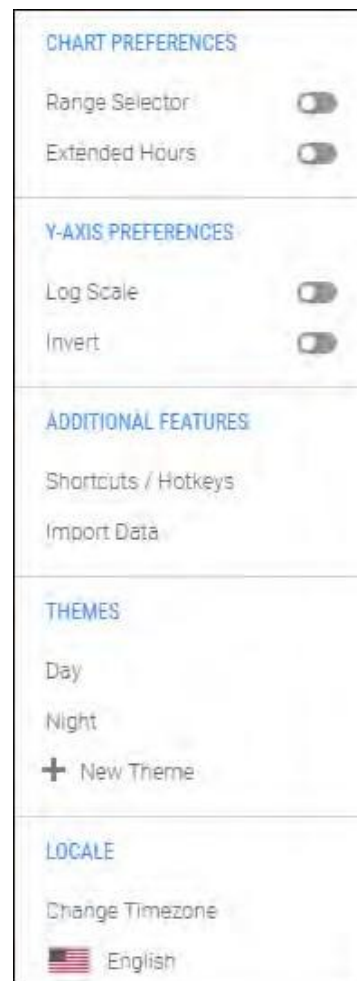 CHART PREFERENCES
Range Selector
Extended Hours
Y-AXIS PREFERENCES
Log Scale
Invert
ADDITIONAL FEATURES
Shortcuts / Hotkeys
Import Data
THEMES
Day
Night
+ New Theme
LOCALE
Change Timezone
English